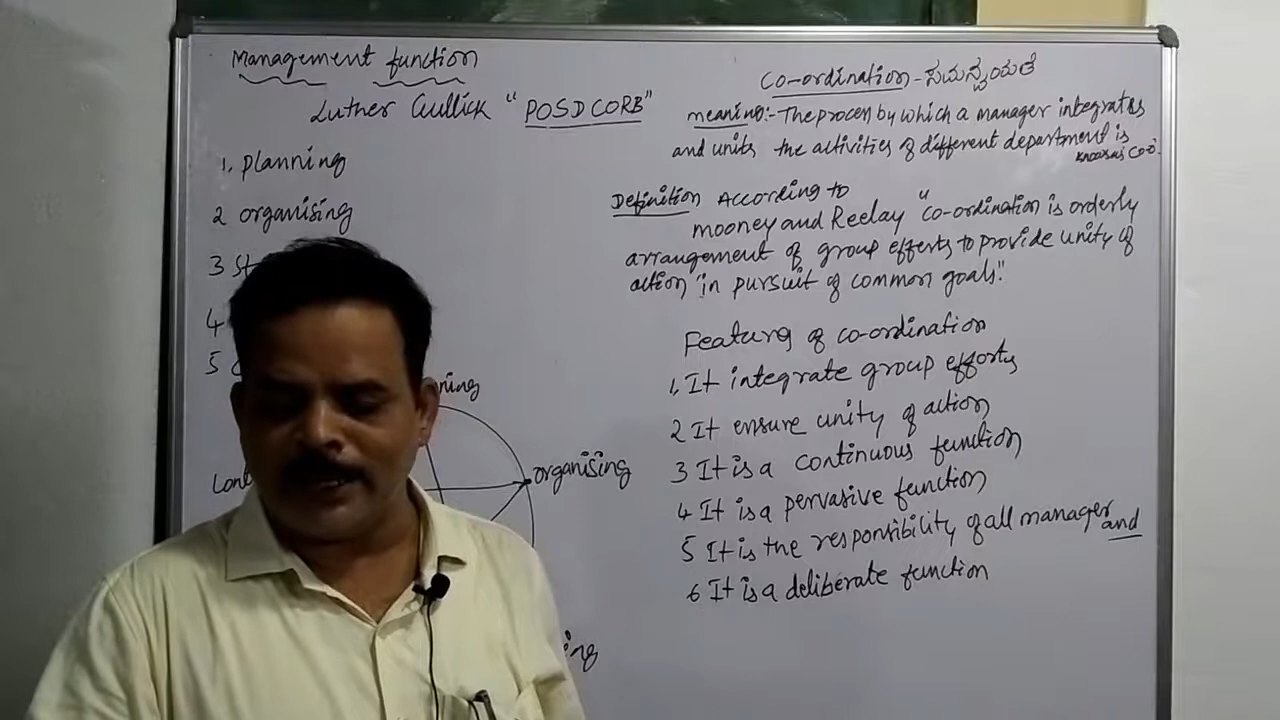 Management function
Luther Gullick "POSDCORB"
1. planning
2 organising
3 St
4
5
ning
organising
Cont
ing
Co-ordination - ಸಮನ್ವಯತೆ
meaning:- The process by which a manager integrates
and units the activities of different department is
known as Co-o.
Definition According to
mooney and Reelay "co-ordination is orderly
arrangement of group efforts to provide unity of
action "in pursuit of common goals."
Feature of co-ordination
1. It integrate group efforts
2 It ensure unity of action
3 It is a continuous function
4 It is a pervasive function
5 It is the responsibility of all manager and
6 It is a deliberate function